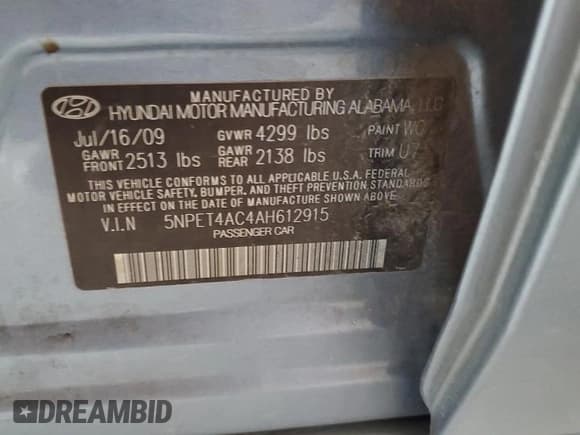 MANUFACTURED BY
HYUNDAI MOTOR MANUFACTURING ALABAMA, LLC
Jul/16/09 GVWR 4299 lbs PAINT
GAWR FRONT 2513 lbs GAWR REAR 2138 lbs TRIM
THIS VEHICLE CONFORMS TO ALL APPLICABLE U.S.A. FEDERAL
MOTOR VEHICLE SAFETY, BUMPER, AND THEFT PREVENTION STANDARDS
IN EFFECT ON THE DATE OF MANUFACTURE SHOWN ABOVE.
V.I.N 5NPET4AC4AH612915
PASSENGER CAR
DREAMBID